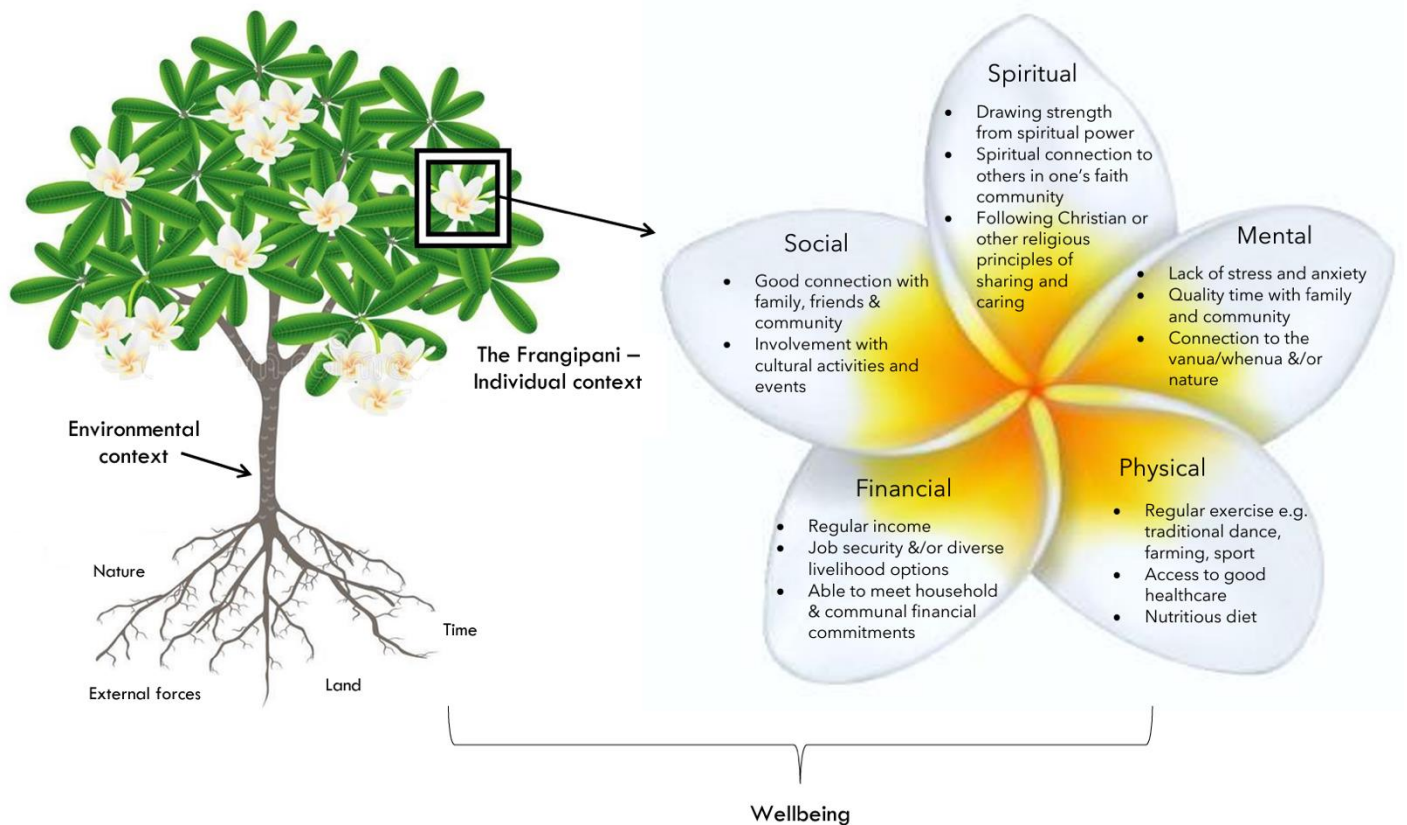 The Frangipani –
Individual context
Environmental
context
Nature
External forces
Land
Time
Spiritual
• Drawing strength
from spiritual power
• Spiritual connection to
others in one's faith
community
• Following Christian or
other religious
principles of
sharing and
caring
Social
• Good connection with
family, friends &
community
• Involvement with
cultural activities and
events
Mental
• Lack of stress and anxiety
• Quality time with family
and community
• Connection to the
vanua/whenua &/or
nature
Financial
• Regular income
• Job security &/or diverse
livelihood options
• Able to meet household
& communal financial
commitments
Physical
• Regular exercise e.g.
traditional dance,
farming, sport
• Access to good
healthcare
• Nutritious diet
Wellbeing